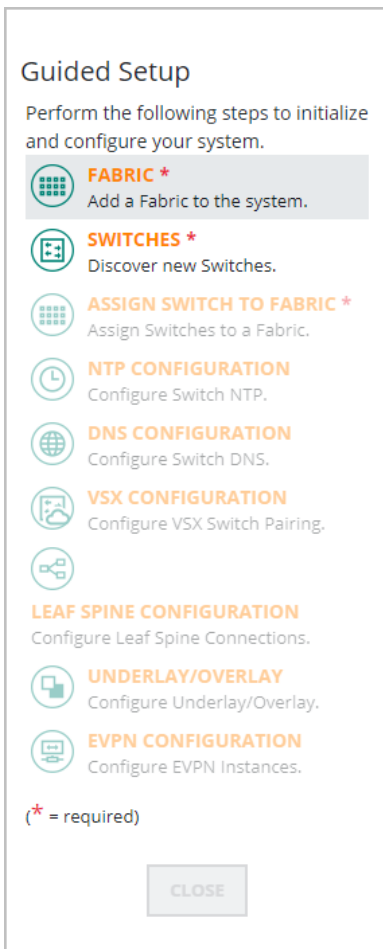 Guided Setup
Perform the following steps to initialize
and configure your system.
FABRIC *
Add a Fabric to the system.
SWITCHES *
Discover new Switches.
ASSIGN SWITCH TO FABRIC *
Assign Switches to a Fabric.
NTP CONFIGURATION
Configure Switch NTP.
DNS CONFIGURATION
Configure Switch DNS.
VSX CONFIGURATION
Configure VSX Switch Pairing.
LEAF SPINE CONFIGURATION
Configure Leaf Spine Connections.
UNDERLAY/OVERLAY
Configure Underlay/Overlay.
EVPN CONFIGURATION
Configure EVPN Instances.
(* = required)
CLOSE